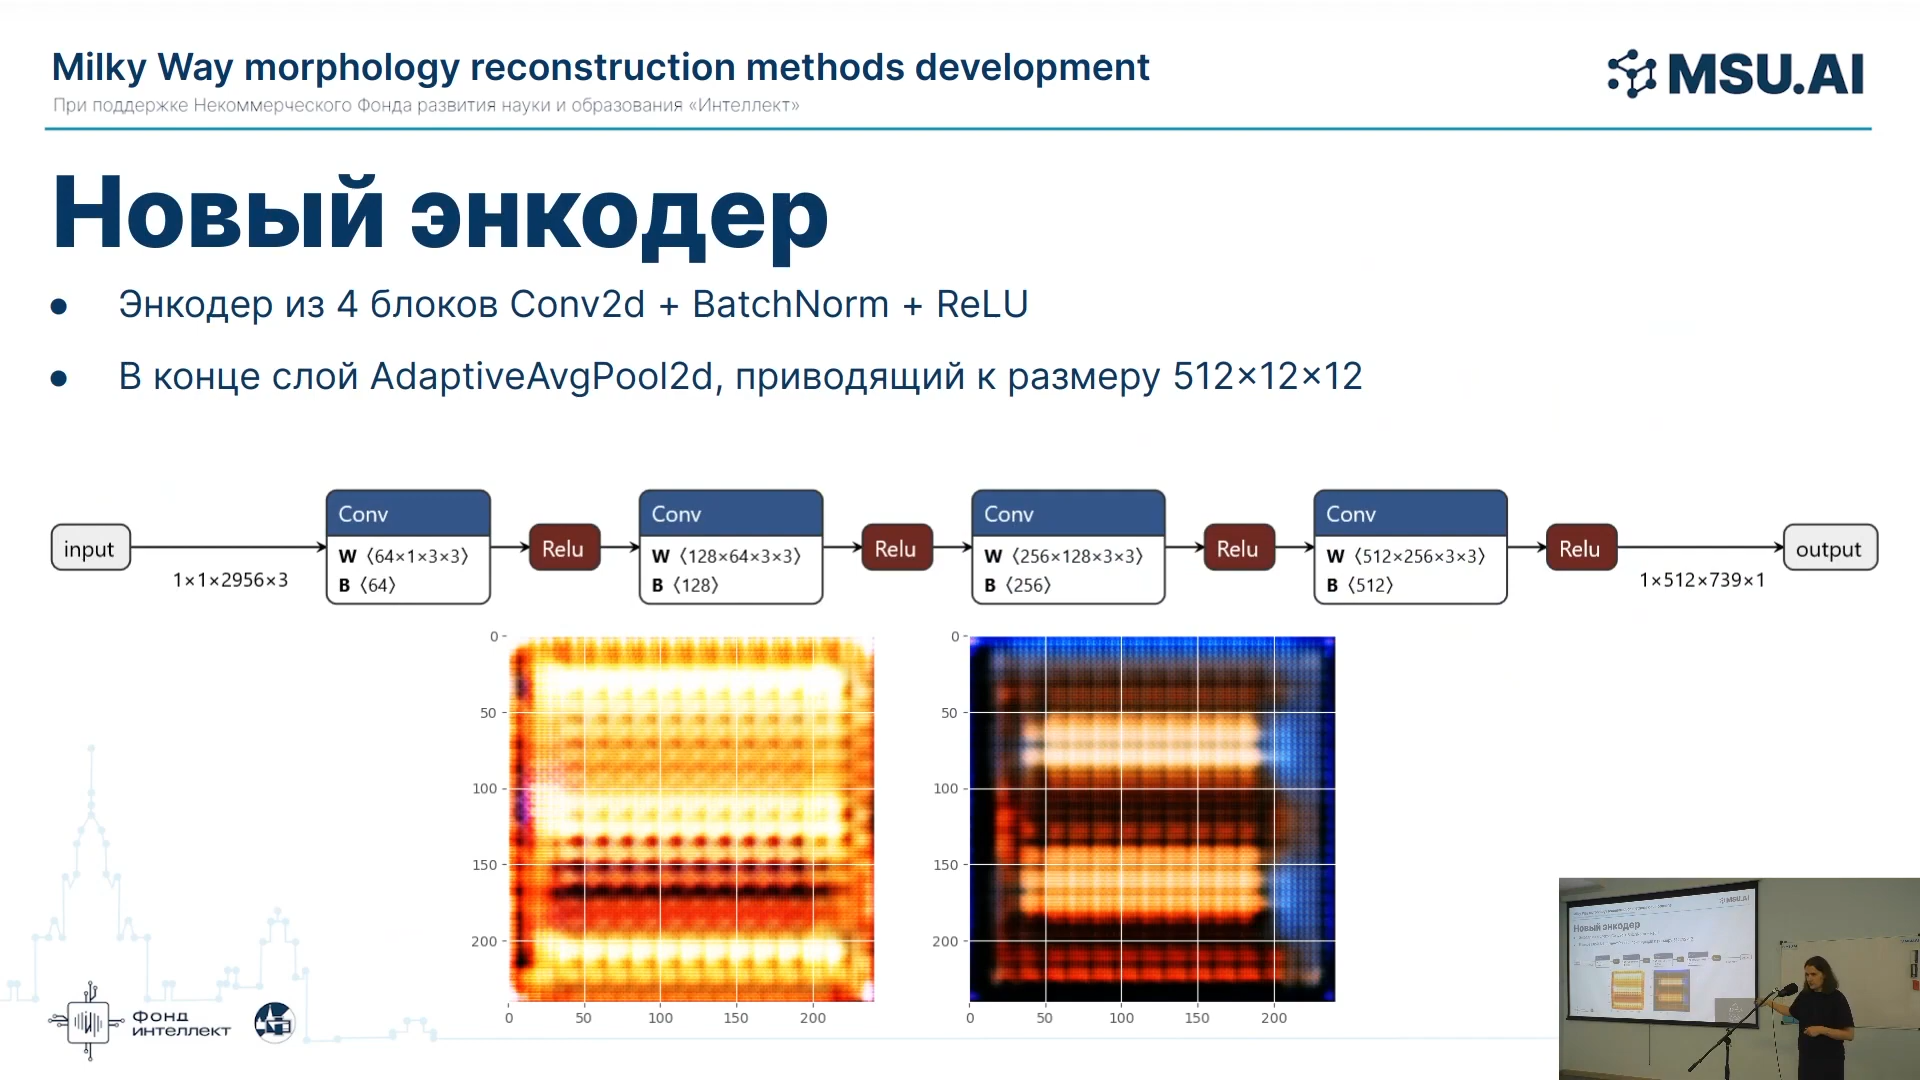 Milky Way morphology reconstruction methods development
При поддержке Некоммерческого Фонда развития науки и образования «Интеллект»
MSU.AI
Новый энкодер
● Энкодер из 4 блоков Conv2d + BatchNorm + ReLU
● В конце слой AdaptiveAvgPool2d, приводящий к размеру 512×12×12
input
1×1×2956×3
Conv
W ⟨64×1×3×3⟩
B ⟨64⟩
Relu
Conv
W ⟨128×64×3×3⟩
B ⟨128⟩
Relu
Conv
W ⟨256×128×3×3⟩
B ⟨256⟩
Relu
Conv
W ⟨512×256×3×3⟩
B ⟨512⟩
Relu
1×512×739×1
output
0
50
100
150
200
0 50 100 150 200
0
50
100
150
200
0 50 100 150 200
ФОНД
ИНТЕЛЛЕКТ
MSU.AI
Новый энкодер